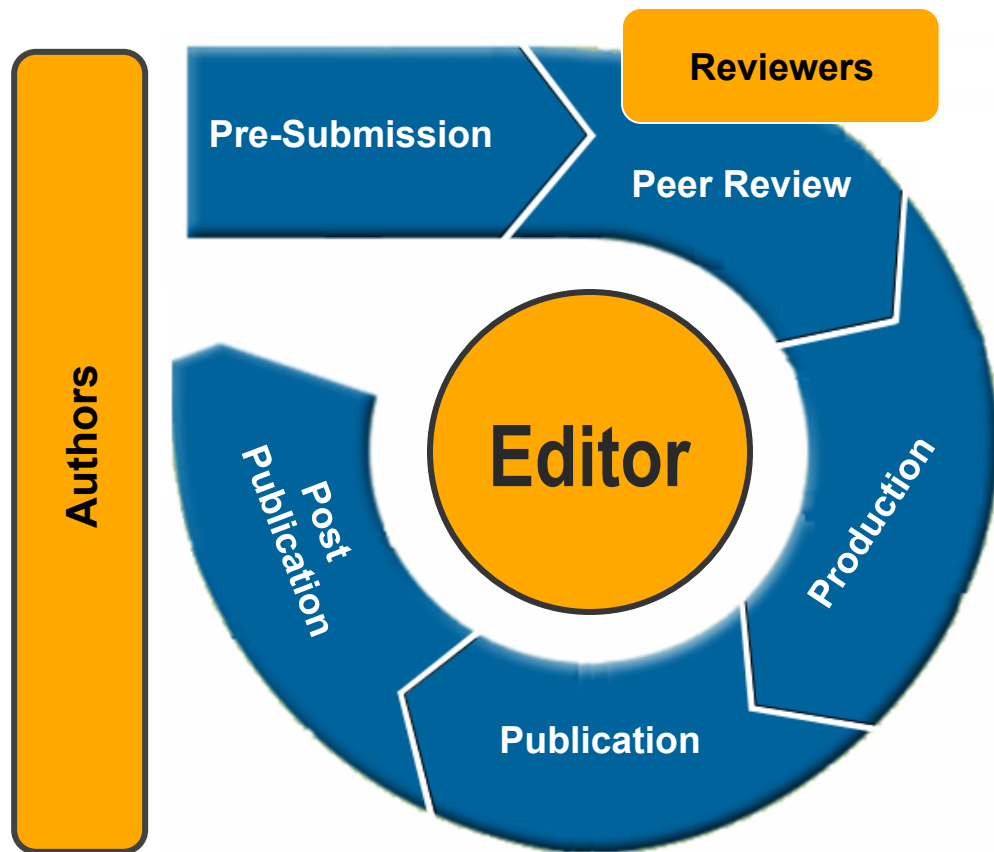 Reviewers
Pre-Submission
Peer Review
Authors
Editor
Production
Post
Publication
Publication